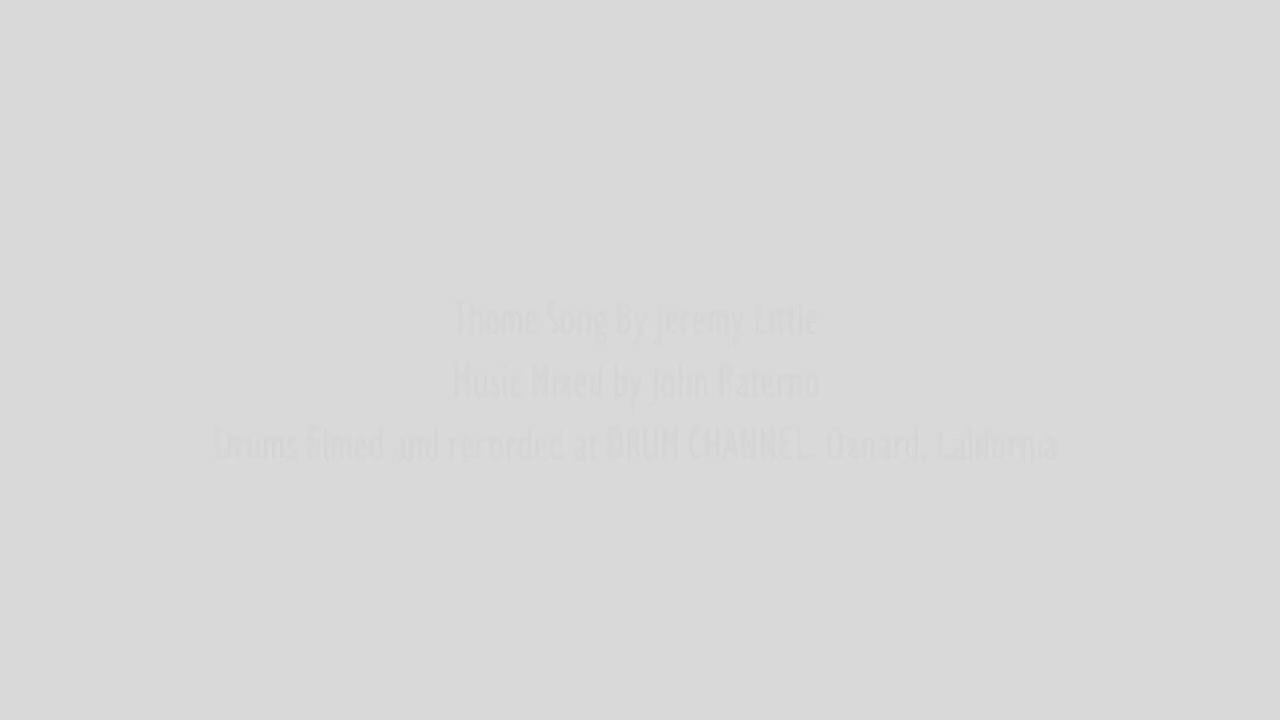 Theme Song By Jeremy Little
Music Mixed by John Paterno
Drums filmed and recorded at DRUM CHANNEL, Oxnard, California